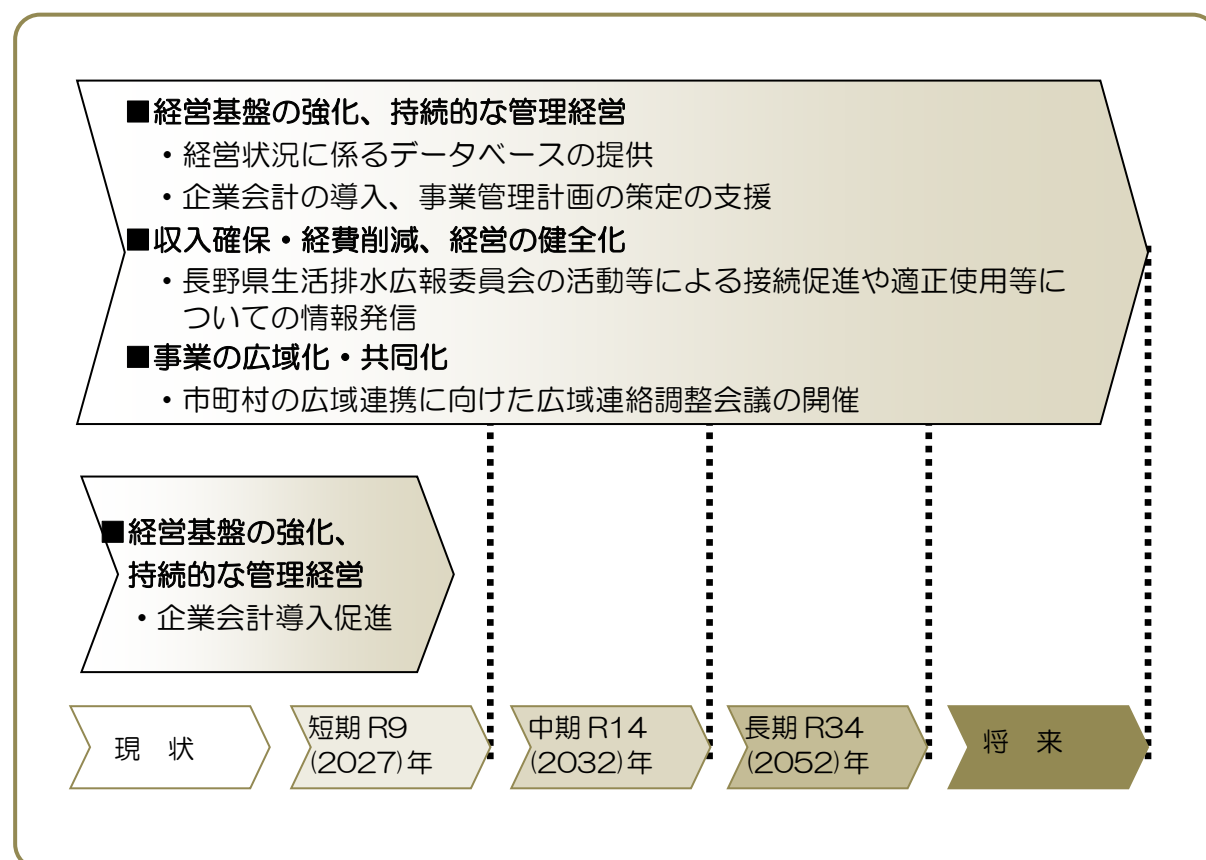 ■経営基盤の強化、持続的な管理経営
・経営状況に係るデータベースの提供
・企業会計の導入、事業管理計画の策定の支援
■収入確保・経費削減、経営の健全化
・長野県生活排水広報委員会の活動等による接続促進や適正使用等に
ついての情報発信
■事業の広域化・共同化
・市町村の広域連携に向けた広域連絡調整会議の開催
■経営基盤の強化、
持続的な管理経営
・企業会計導入促進
現　状
短期 R9
(2027)年
中期 R14
(2032)年
長期 R34
(2052)年
将　来